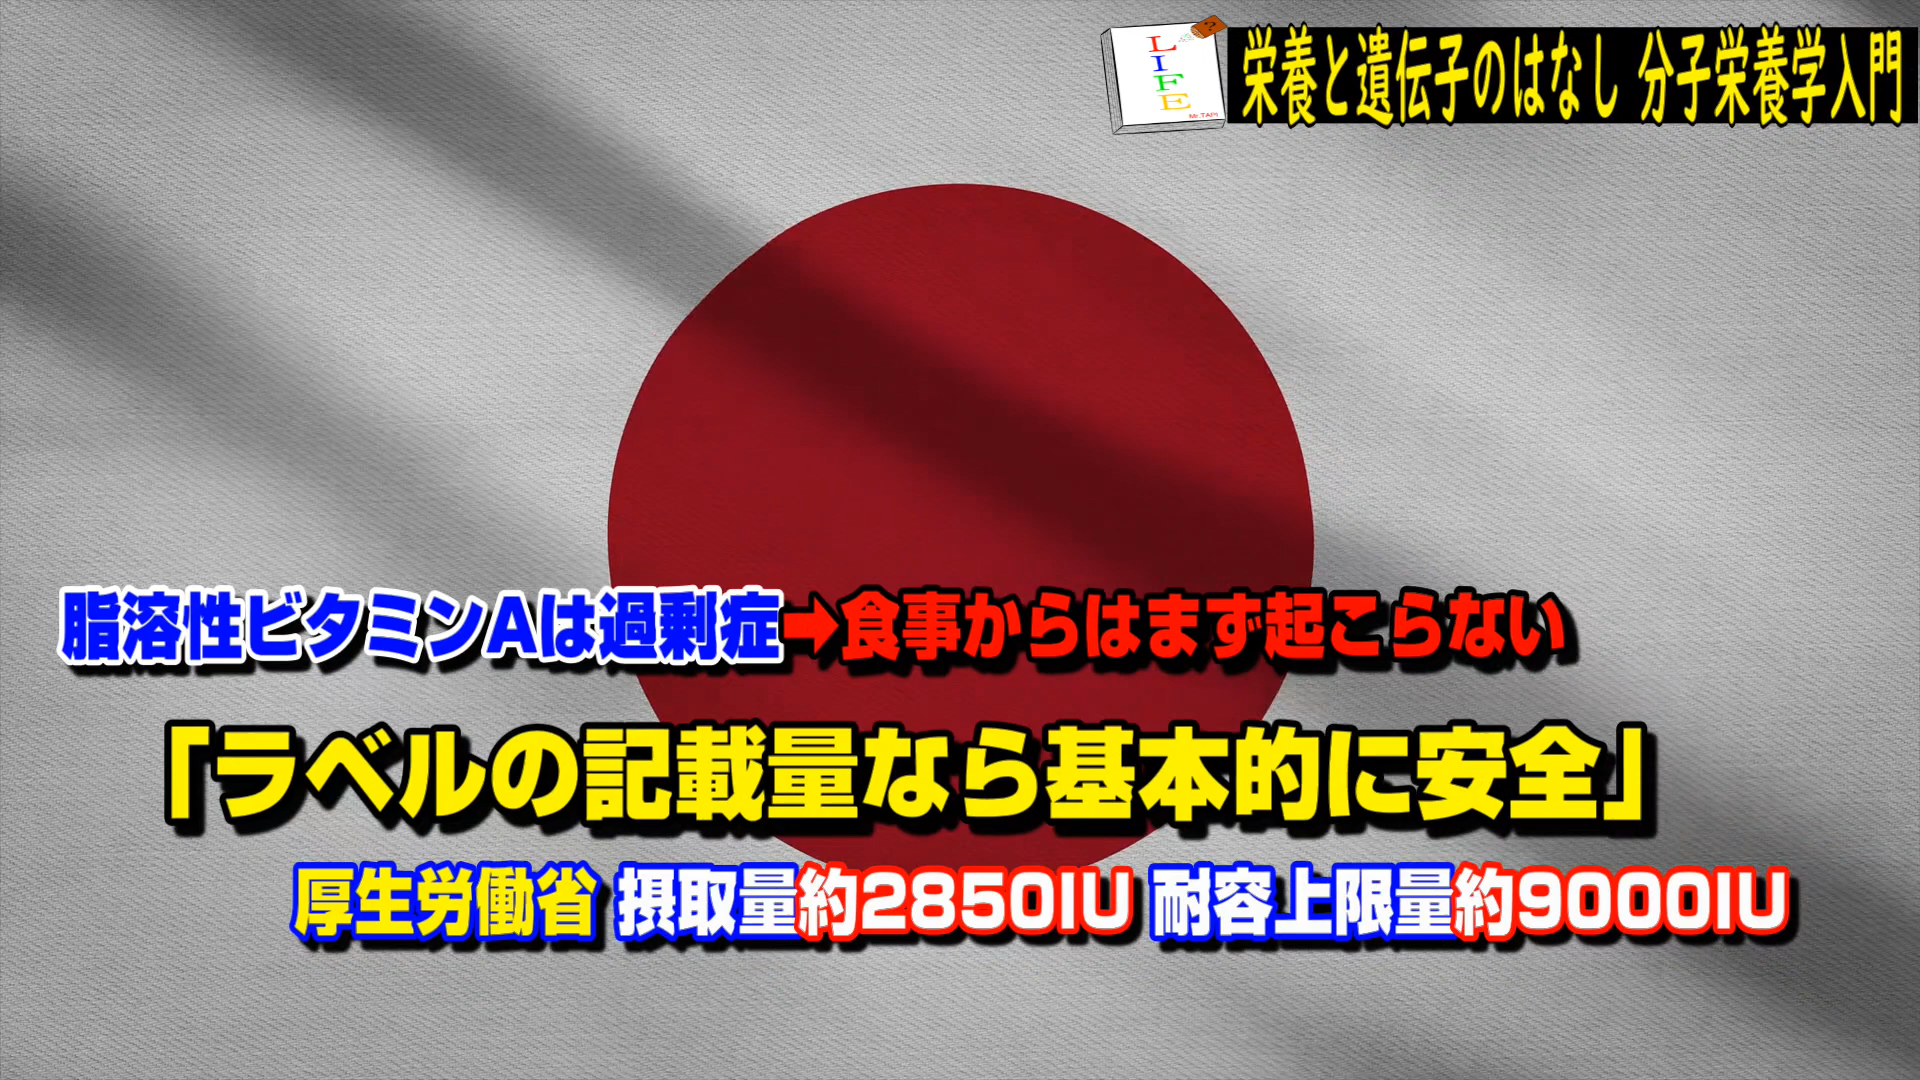 LIFE
?
Mr.TAPI
栄養と遺伝子のはなし 分子栄養学入門
脂溶性ビタミンAは過剰症➡食事からはまず起こらない
「ラベルの記載量なら基本的に安全」
厚生労働省 摂取量約2850IU 耐容上限量約9000IU